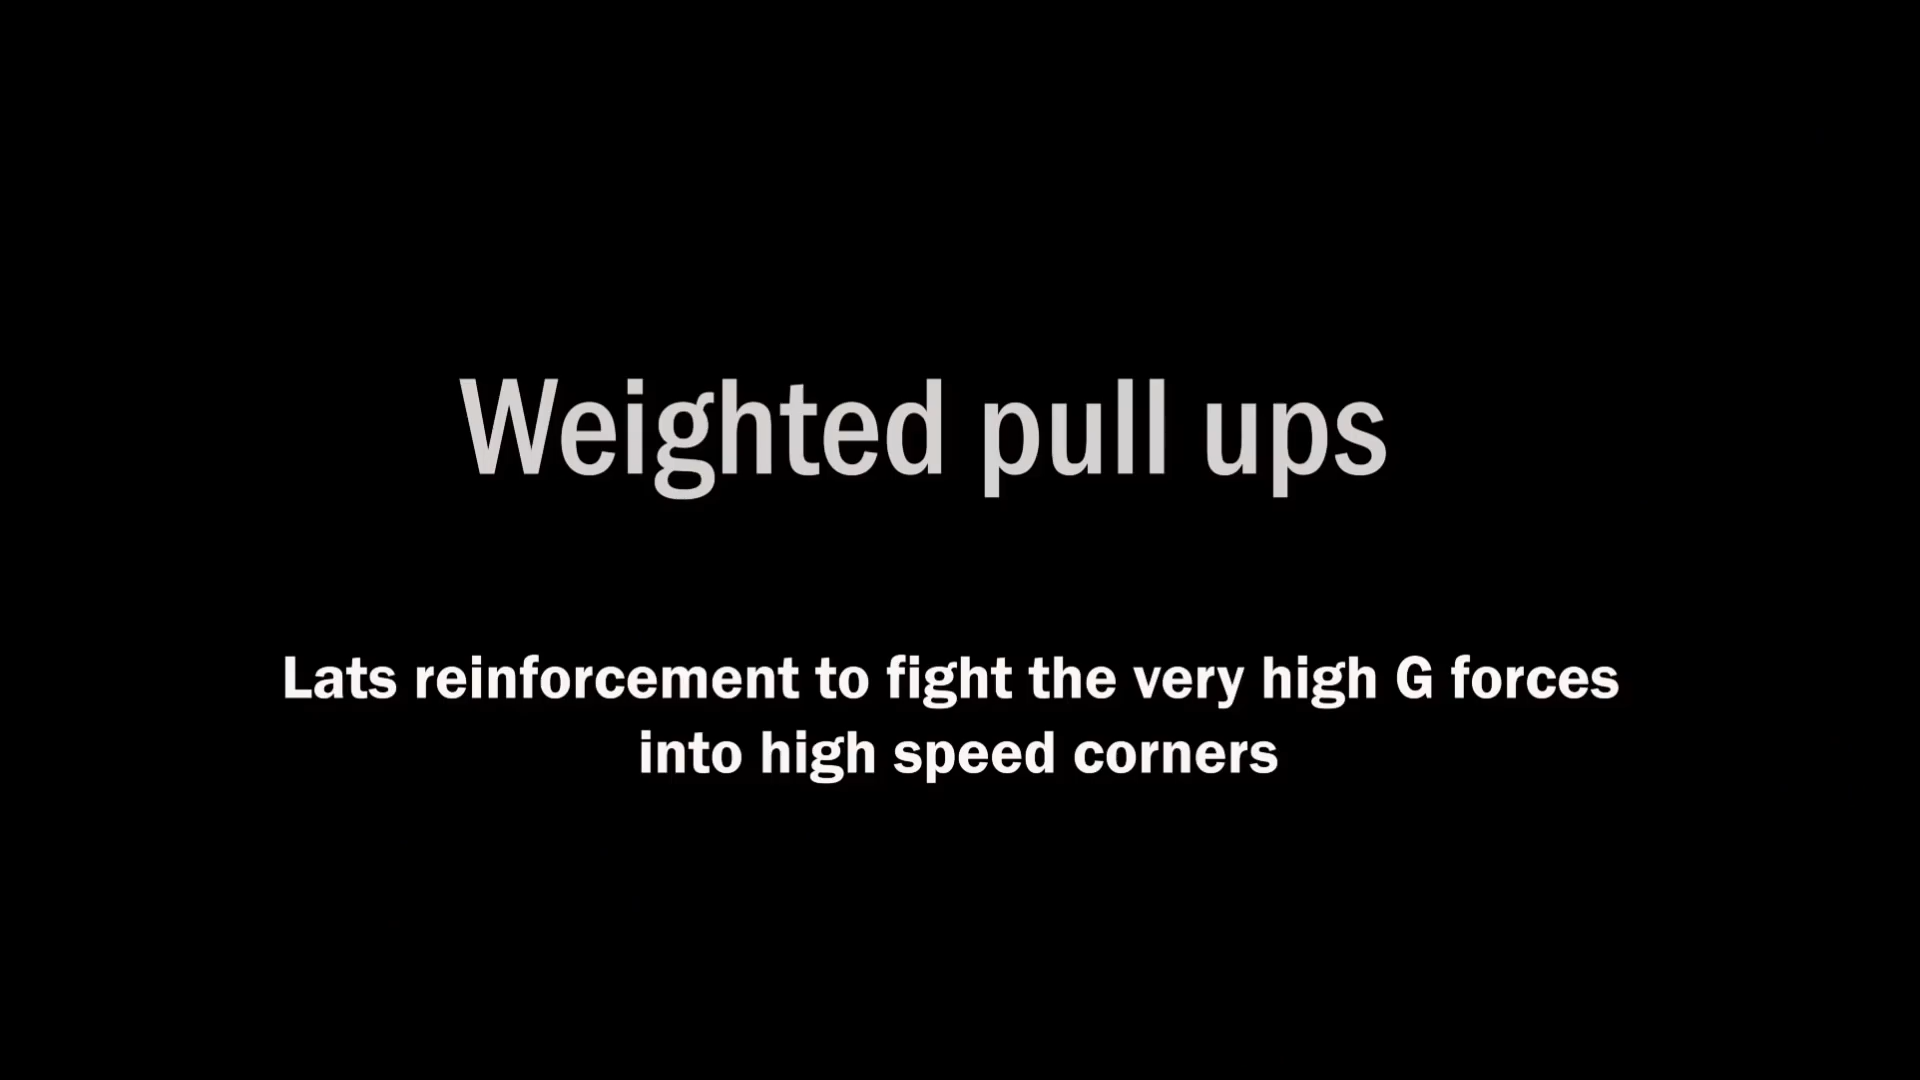 Weighted pull ups
Lats reinforcement to fight the very high G forces
into high speed corners